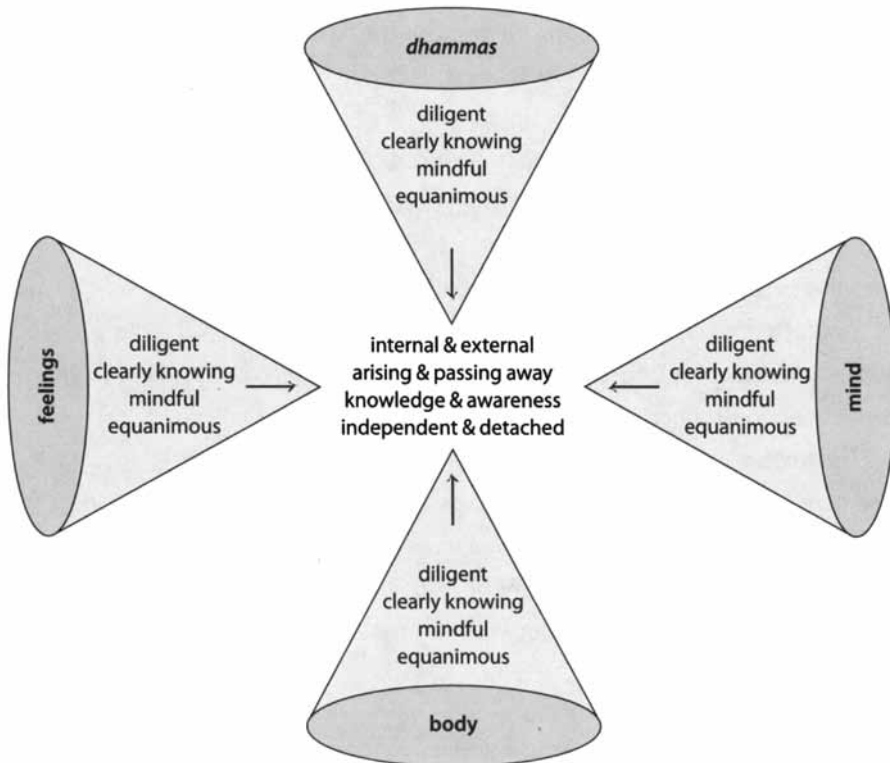 dhammas
diligent
clearly knowing
mindful
equanimous
feelings
diligent
clearly knowing
mindful
equanimous
internal & external
arising & passing away
knowledge & awareness
independent & detached
diligent
clearly knowing
mindful
equanimous
mind
diligent
clearly knowing
mindful
equanimous
body